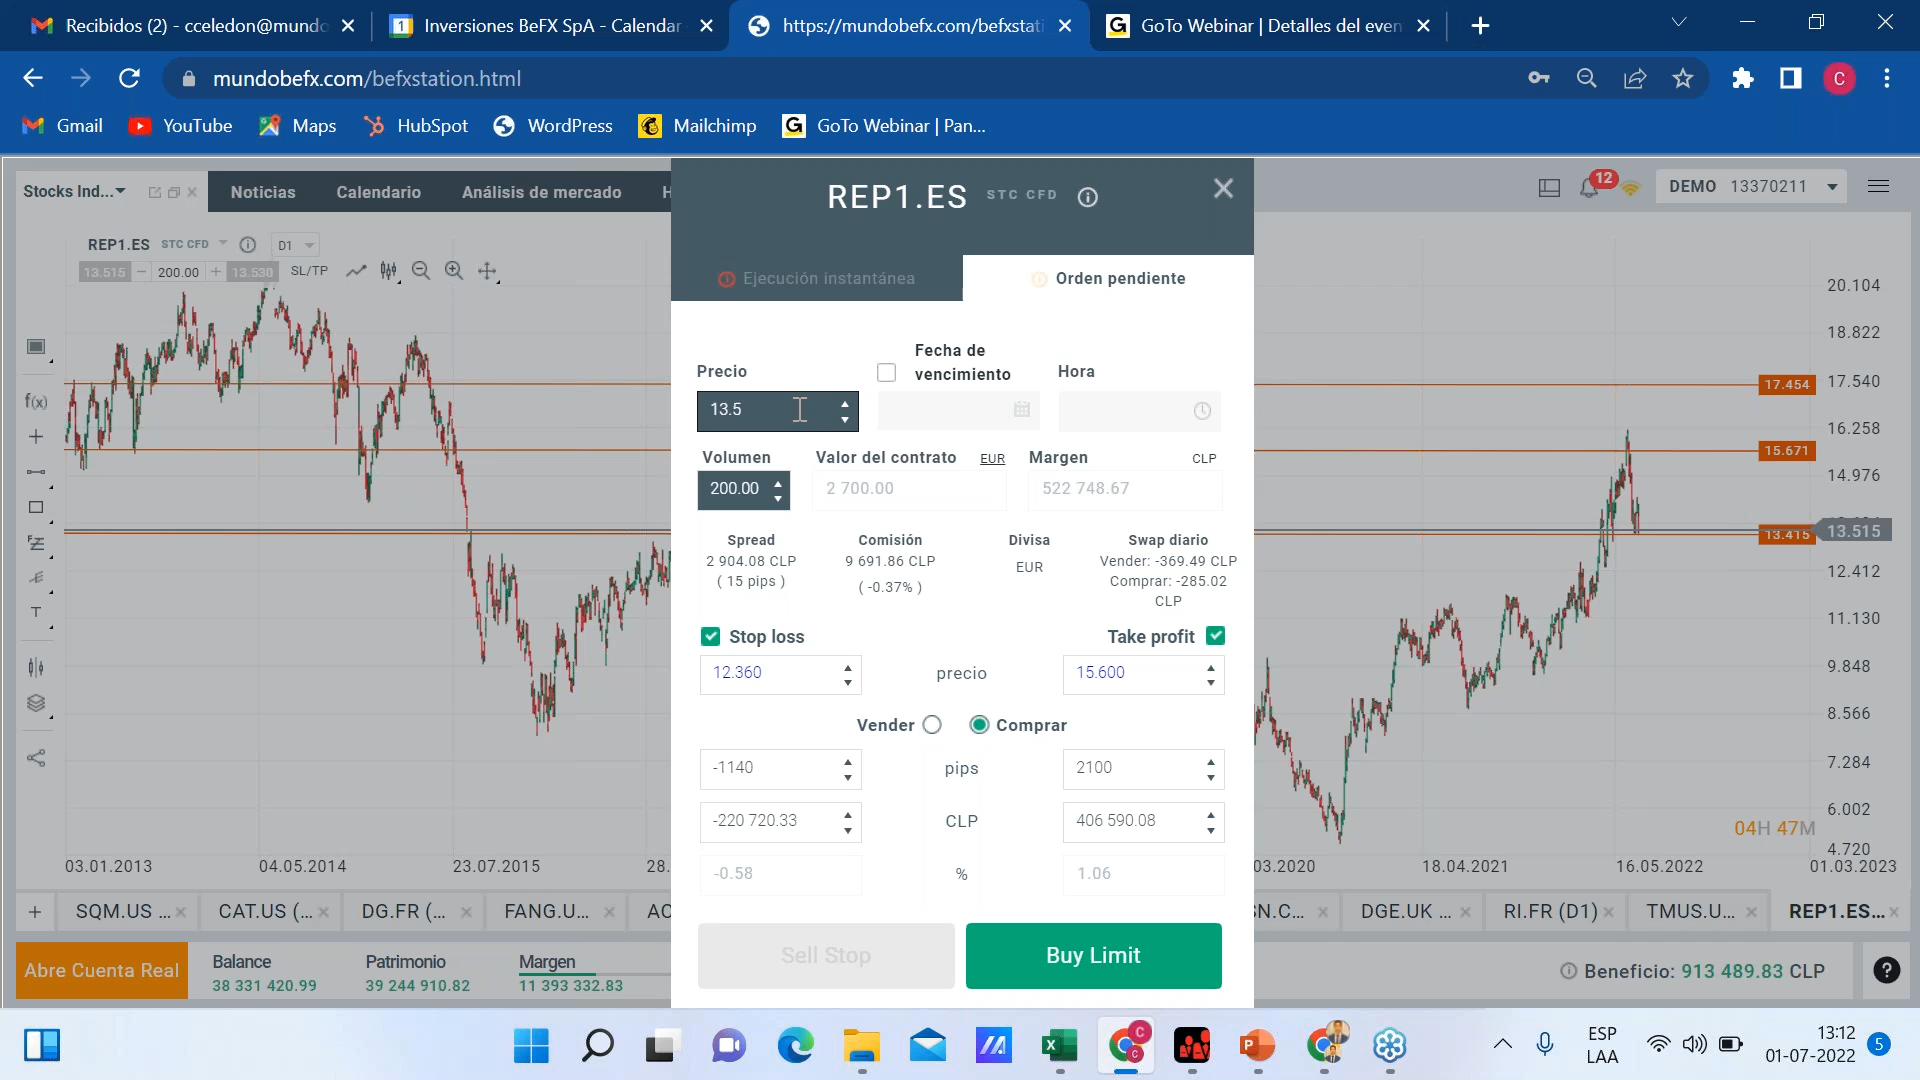 Recibidos (2) - cceledon@mundo
Inversiones BeFX SpA - Calendar
https://mundobefx.com/befxstati
GoTo Webinar | Detalles del even
mundobefx.com/befxstation.html
C
Gmail
YouTube
Maps
HubSpot
WordPress
Mailchimp
GoTo Webinar | Pan...
Stocks Ind...
Noticias
Calendario
Análisis de mercado
H
12
DEMO 13370211
REP1.ES STC CFD
D1
13.515 − 200.00 + 13.530 SL/TP
REP1.ES STC CFD
Ejecución instantánea
Orden pendiente
Precio
Fecha de
vencimiento
Hora
13.5
Volumen
Valor del contrato EUR
Margen CLP
200.00
2 700.00
522 748.67
Spread
2 904.08 CLP
( 15 pips )
Comisión
9 691.86 CLP
( -0.37% )
Divisa
EUR
Swap diario
Vender: -369.49 CLP
Comprar: -285.02
CLP
Stop loss
Take profit
12.360
precio
15.600
Vender
Comprar
-1140
pips
2100
-220 720.33
CLP
406 590.08
-0.58
%
1.06
Sell Stop
Buy Limit
f(x)
T
20.104
18.822
17.540
17.454
16.258
15.671
14.976
13.515
13.415
12.412
11.130
9.848
8.566
7.284
6.002
4.720
04H 47M
03.01.2013
04.05.2014
23.07.2015
28.
03.2020
18.04.2021
16.05.2022
01.03.2023
SQM.US ...
CAT.US (...
DG.FR (...
FANG.U...
AC
SN.C...
DGE.UK ...
RI.FR (D1)
TMUS.U...
REP1.ES...
Abre Cuenta Real
Balance
38 331 420.99
Patrimonio
39 244 910.82
Margen
11 393 332.83
Beneficio: 913 489.83 CLP
?
ESP
LAA
13:12
01-07-2022
5